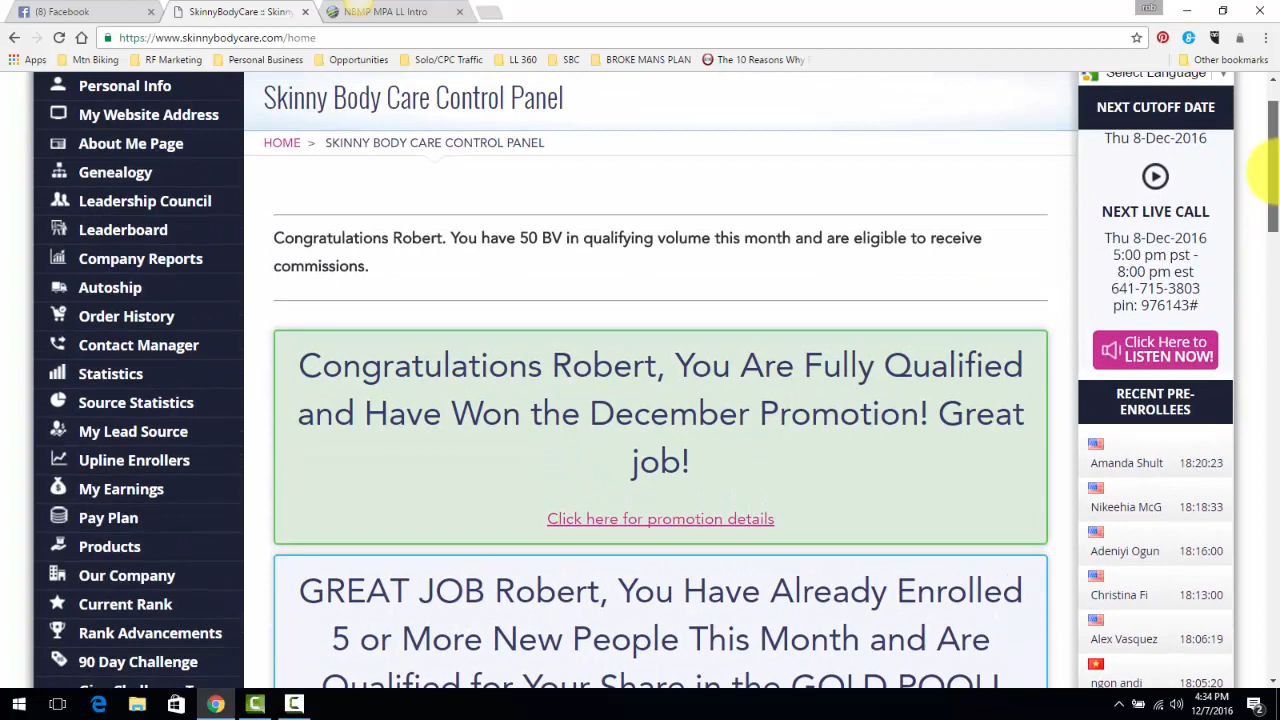 (8) Facebook
SkinnyBodyCare :: Skinny
NBMP MPA LL Intro
rob
https://www.skinnybodycare.com/home
Apps
Mtn Biking
RF Marketing
Personal Business
Opportunities
Solo/CPC Traffic
LL 360
SBC
BROKE MANS PLAN
The 10 Reasons Why
Other bookmarks
Personal Info
My Website Address
About Me Page
Genealogy
Leadership Council
Leaderboard
Company Reports
Autoship
Order History
Contact Manager
Statistics
Source Statistics
My Lead Source
Upline Enrollers
My Earnings
Pay Plan
Products
Our Company
Current Rank
Rank Advancements
90 Day Challenge
Skinny Body Care Control Panel
HOME > SKINNY BODY CARE CONTROL PANEL
Congratulations Robert. You have 50 BV in qualifying volume this month and are eligible to receive
commissions.
Congratulations Robert, You Are Fully Qualified
and Have Won the December Promotion! Great
job!
Click here for promotion details
GREAT JOB Robert, You Have Already Enrolled
5 or More New People This Month and Are
Qualified for Your Share in the GOLD POOL!
Select Language
NEXT CUTOFF DATE
Thu 8-Dec-2016
NEXT LIVE CALL
Thu 8-Dec-2016
5:00 pm pst -
8:00 pm est
641-715-3803
pin: 976143#
Click Here to
LISTEN NOW!
RECENT PRE-
ENROLLEES
Amanda Shult 18:20:23
Nikeehia McG 18:18:33
Adeniyi Ogun 18:16:00
Christina Fi 18:13:00
Alex Vasquez 18:06:19
ngon andi 18:05:20
4:34 PM
12/7/2016
2